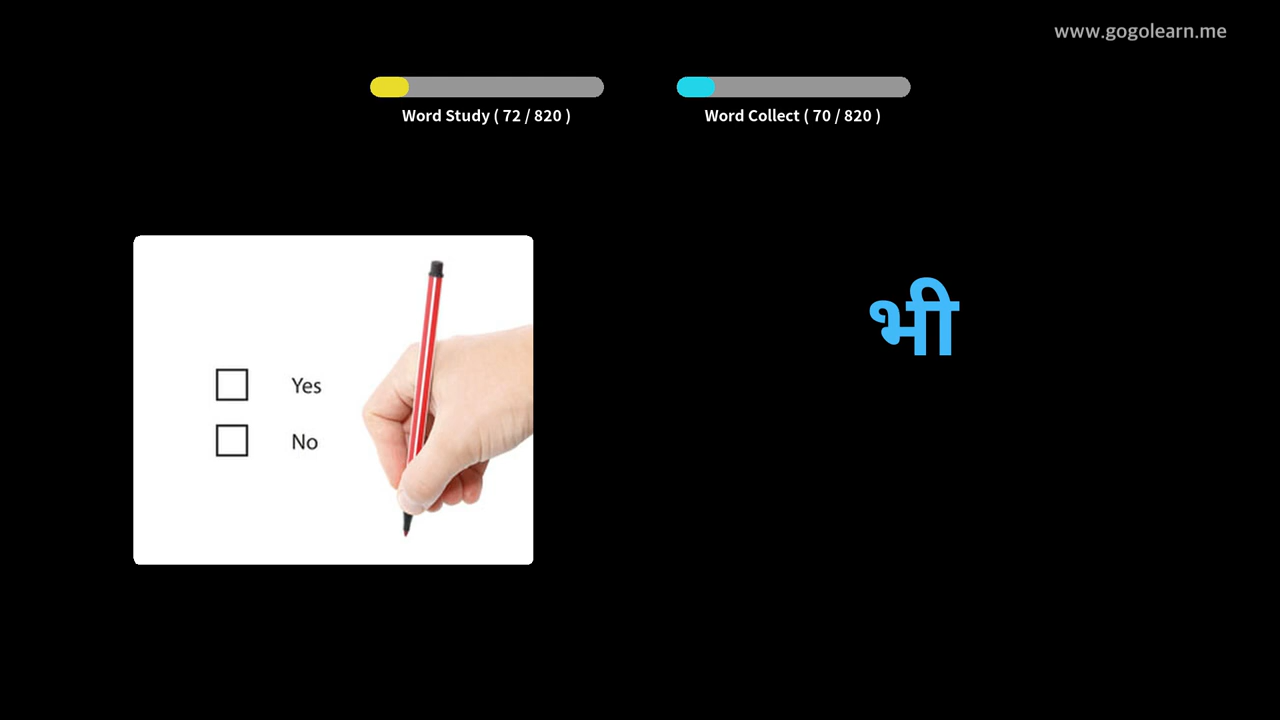 www.gogolearn.me
Word Study ( 72 / 820 )
Word Collect ( 70 / 820 )
Yes
No
भी